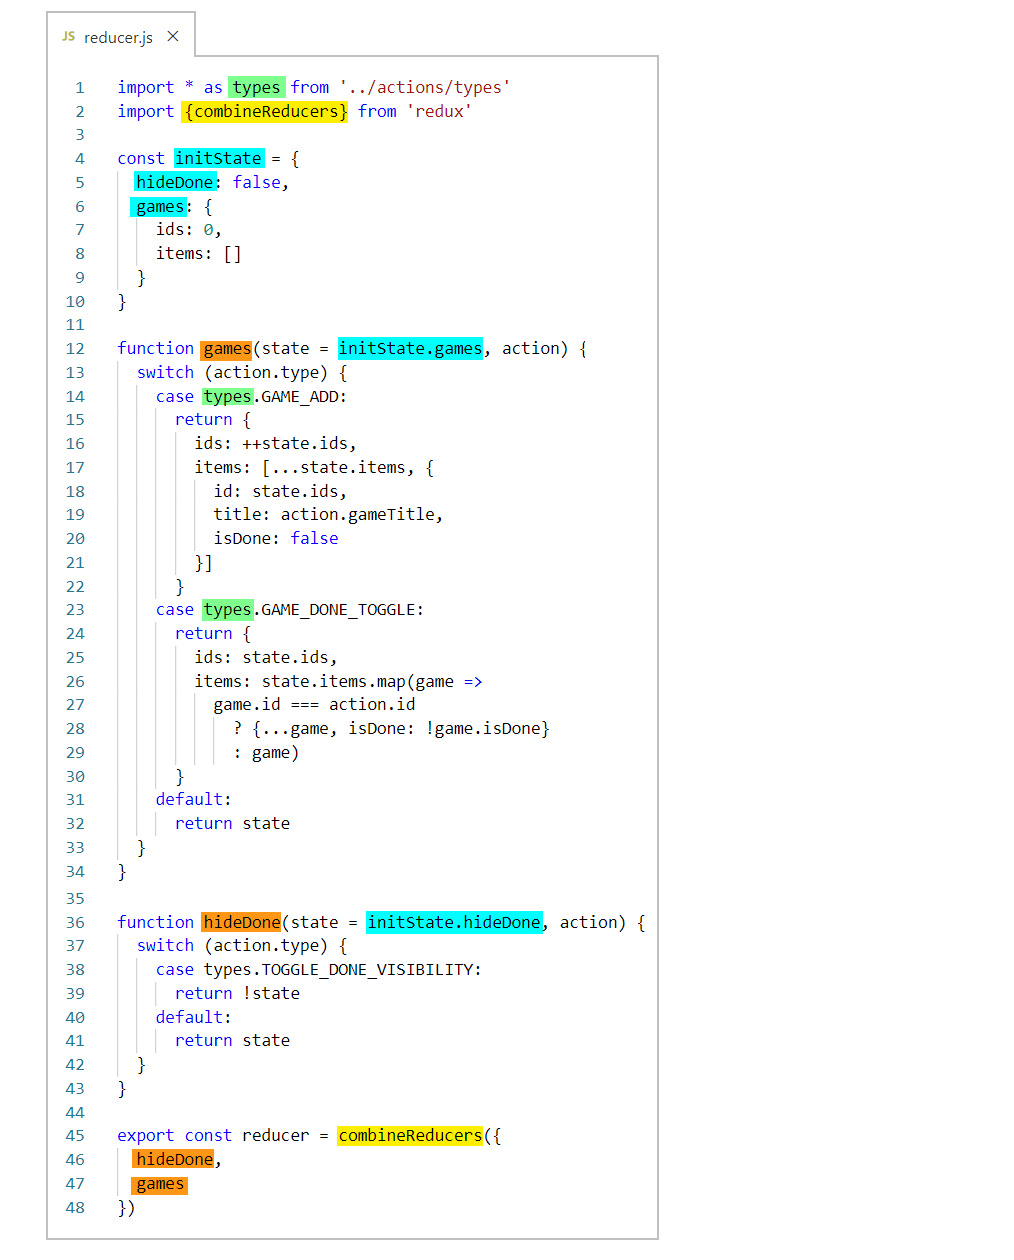 JS reducer.js ×
1 import * as types from '../actions/types'
2 import {combineReducers} from 'redux'
3
4 const initState = {
5   hideDone: false,
6   games: {
7     ids: 0,
8     items: []
9   }
10 }
11
12 function games(state = initState.games, action) {
13   switch (action.type) {
14     case types.GAME_ADD:
15       return {
16         ids: ++state.ids,
17         items: [...state.items, {
18           id: state.ids,
19           title: action.gameTitle,
20           isDone: false
21         }]
22       }
23     case types.GAME_DONE_TOGGLE:
24       return {
25         ids: state.ids,
26         items: state.items.map(game =>
27           game.id === action.id
28             ? {...game, isDone: !game.isDone}
29             : game)
30       }
31     default:
32       return state
33   }
34 }
35
36 function hideDone(state = initState.hideDone, action) {
37   switch (action.type) {
38     case types.TOGGLE_DONE_VISIBILITY:
39       return !state
40     default:
41       return state
42   }
43 }
44
45 export const reducer = combineReducers({
46   hideDone,
47   games
48 })